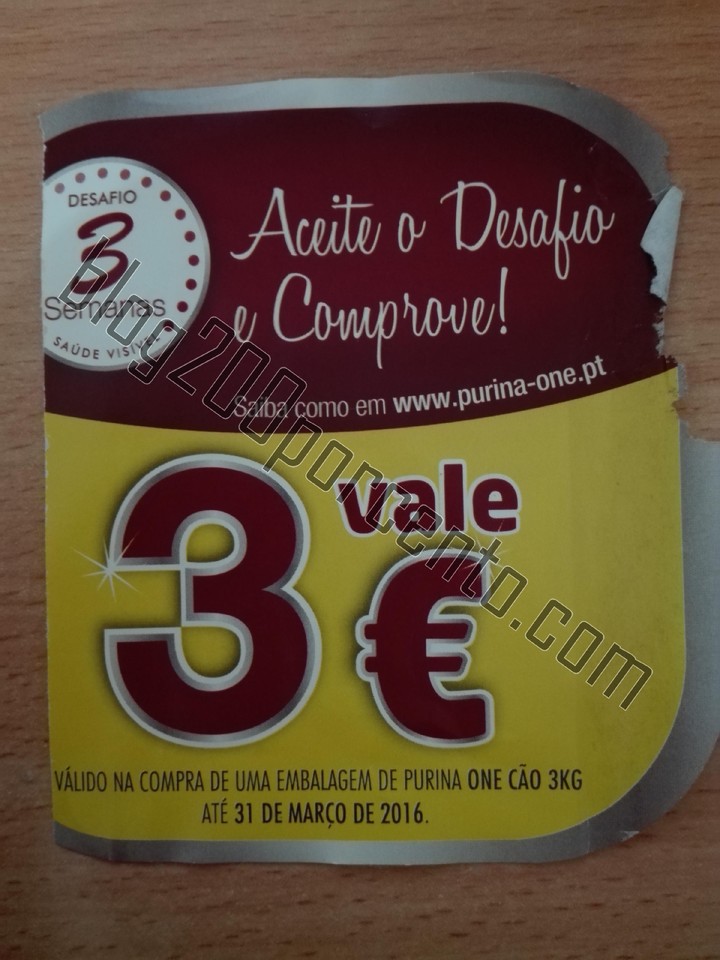 DESAFIO
3
Semanas
SAÚDE VISÍVEL
Aceite o Desafio
e Comprove!
Saiba como em www.purina-one.pt
vale
3 €
VÁLIDO NA COMPRA DE UMA EMBALAGEM DE PURINA ONE CÃO 3KG
ATÉ 31 DE MARÇO DE 2016.
blog200porcento.com